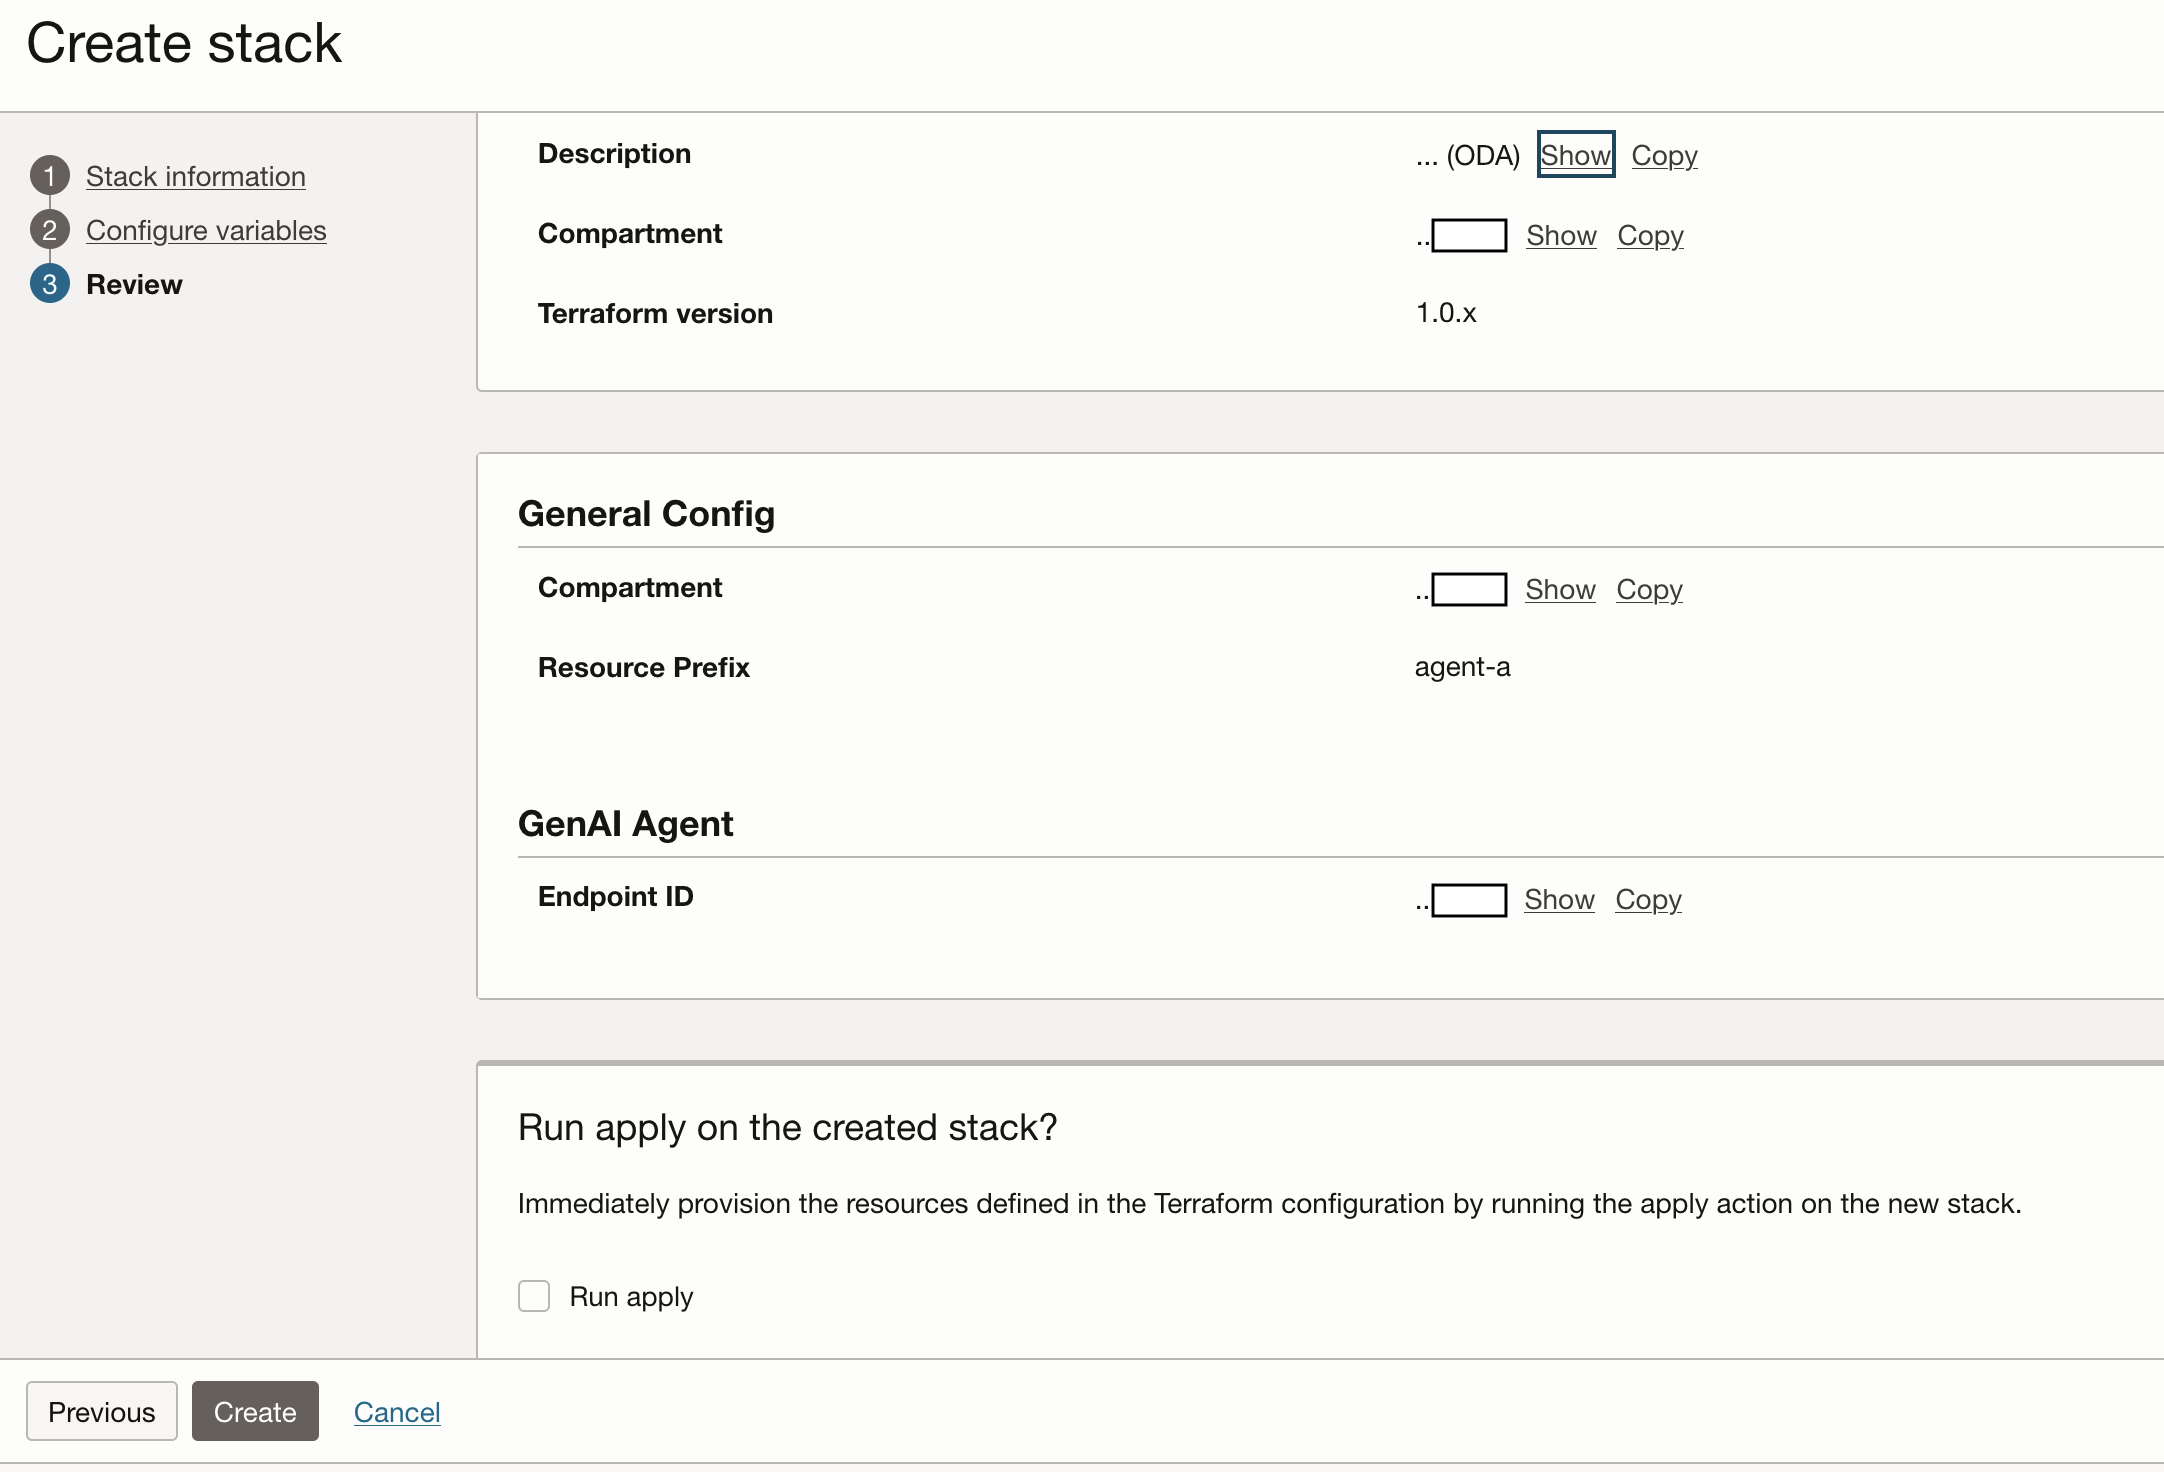 Create stack
1 Stack information
2 Configure variables
3 Review
Description ... (ODA) Show Copy
Compartment .. Show Copy
Terraform version 1.0.x
General Config
Compartment .. Show Copy
Resource Prefix agent-a
GenAI Agent
Endpoint ID .. Show Copy
Run apply on the created stack?
Immediately provision the resources defined in the Terraform configuration by running the apply action on the new stack.
Run apply
Previous Create Cancel